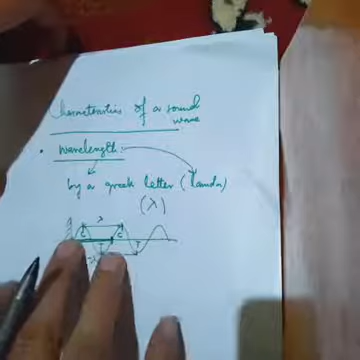 Characteristics of a sound
wave
• Wavelength:
by a greek letter (lamda)
(λ)
λ
C C
T T